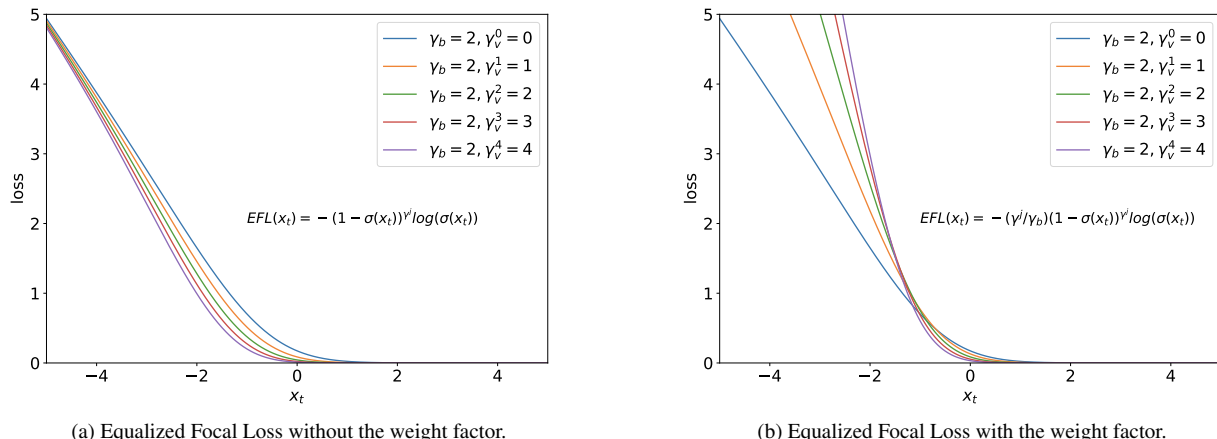 5
4
3
2
1
0
loss
−4 −2 0 2 4
x_t
γ_b = 2, γ_v^0 = 0
γ_b = 2, γ_v^1 = 1
γ_b = 2, γ_v^2 = 2
γ_b = 2, γ_v^3 = 3
γ_b = 2, γ_v^4 = 4
EFL(x_t) = −(1 − σ(x_t))^{γ^j} log(σ(x_t))
(a) Equalized Focal Loss without the weight factor.
5
4
3
2
1
0
loss
−4 −2 0 2 4
x_t
γ_b = 2, γ_v^0 = 0
γ_b = 2, γ_v^1 = 1
γ_b = 2, γ_v^2 = 2
γ_b = 2, γ_v^3 = 3
γ_b = 2, γ_v^4 = 4
EFL(x_t) = −(γ^j/γ_b)(1 − σ(x_t))^{γ^j} log(σ(x_t))
(b) Equalized Focal Loss with the weight factor.